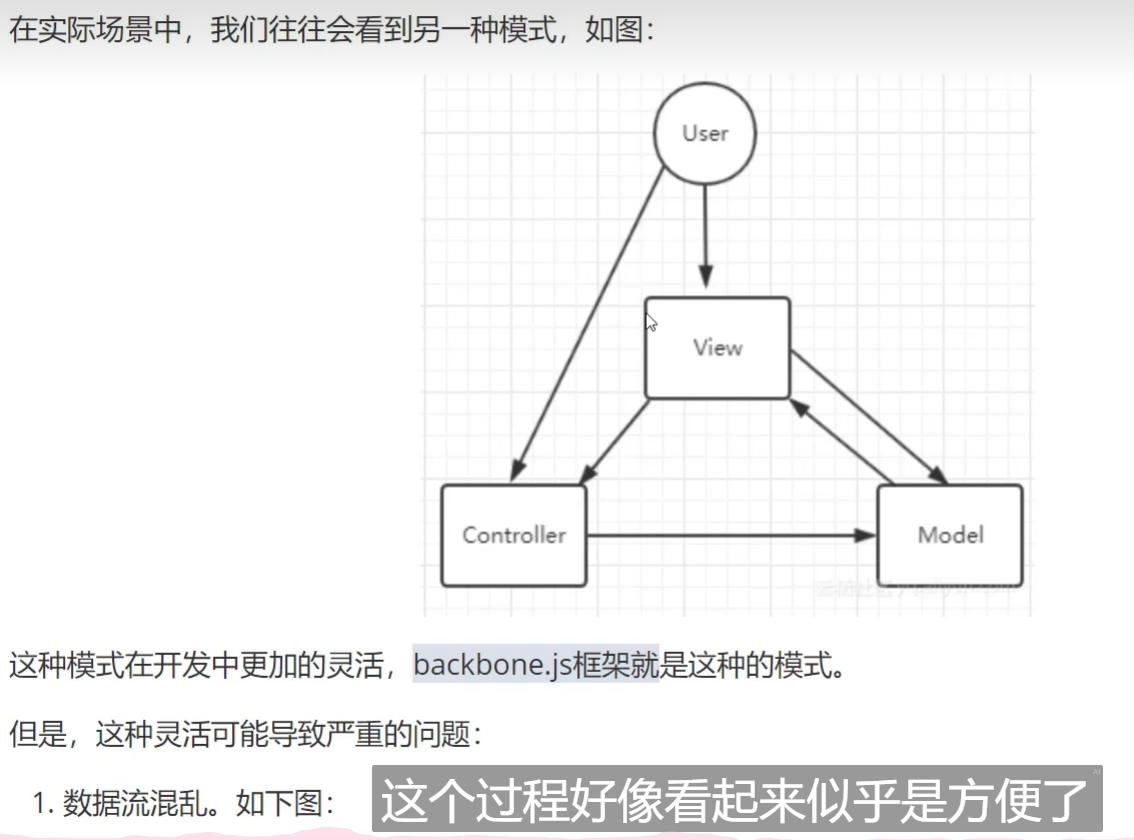 在实际场景中，我们往往会看到另一种模式，如图：
User
View
Controller
Model
这种模式在开发中更加的灵活，backbone.js框架就是这种的模式。
但是，这种灵活可能导致严重的问题：
1. 数据流混乱。如下图：
这个过程好像看起来似乎是方便了
AI